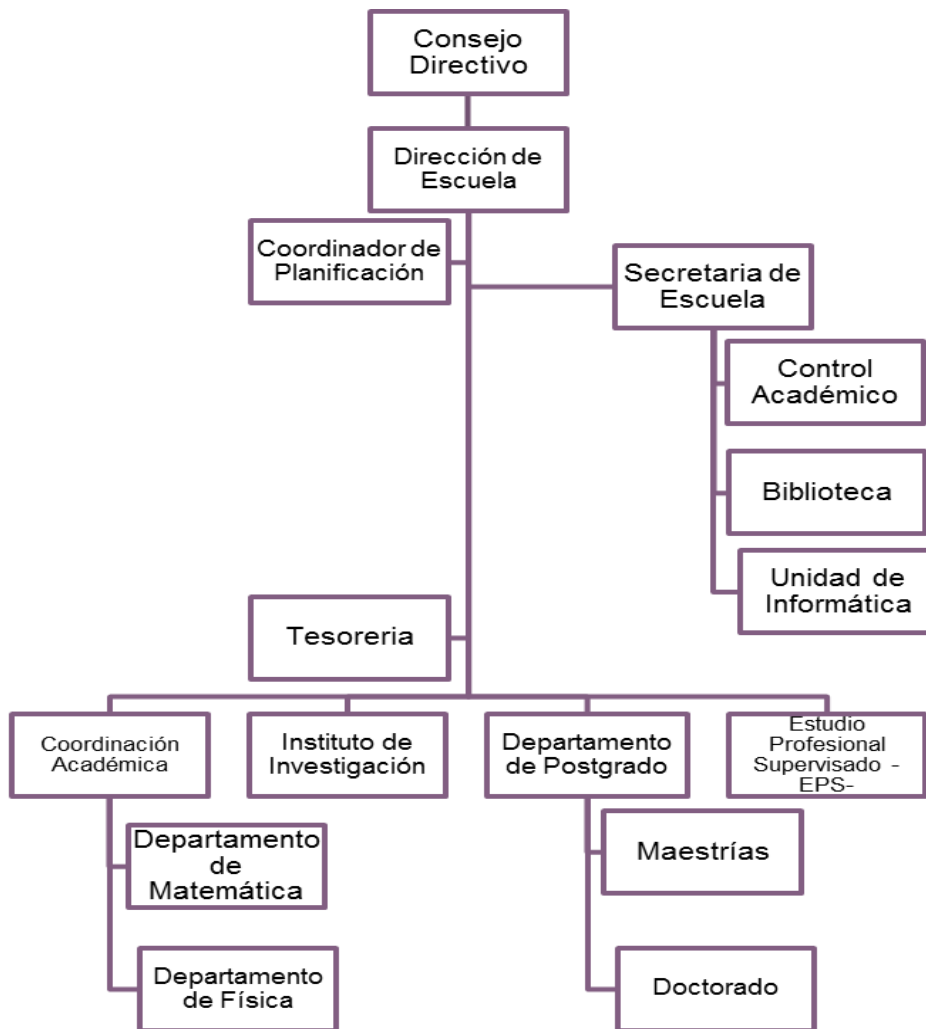 Consejo
Directivo
Dirección de
Escuela
Coordinador de
Planificación
Secretaria de
Escuela
Control
Académico
Biblioteca
Unidad de
Informática
Tesoreria
Coordinación
Académica
Instituto de
Investigación
Departamento
de Postgrado
Estudio
Profesional
Supervisado -
EPS-
Departamento
de
Matemática
Maestrías
Departamento
de Física
Doctorado